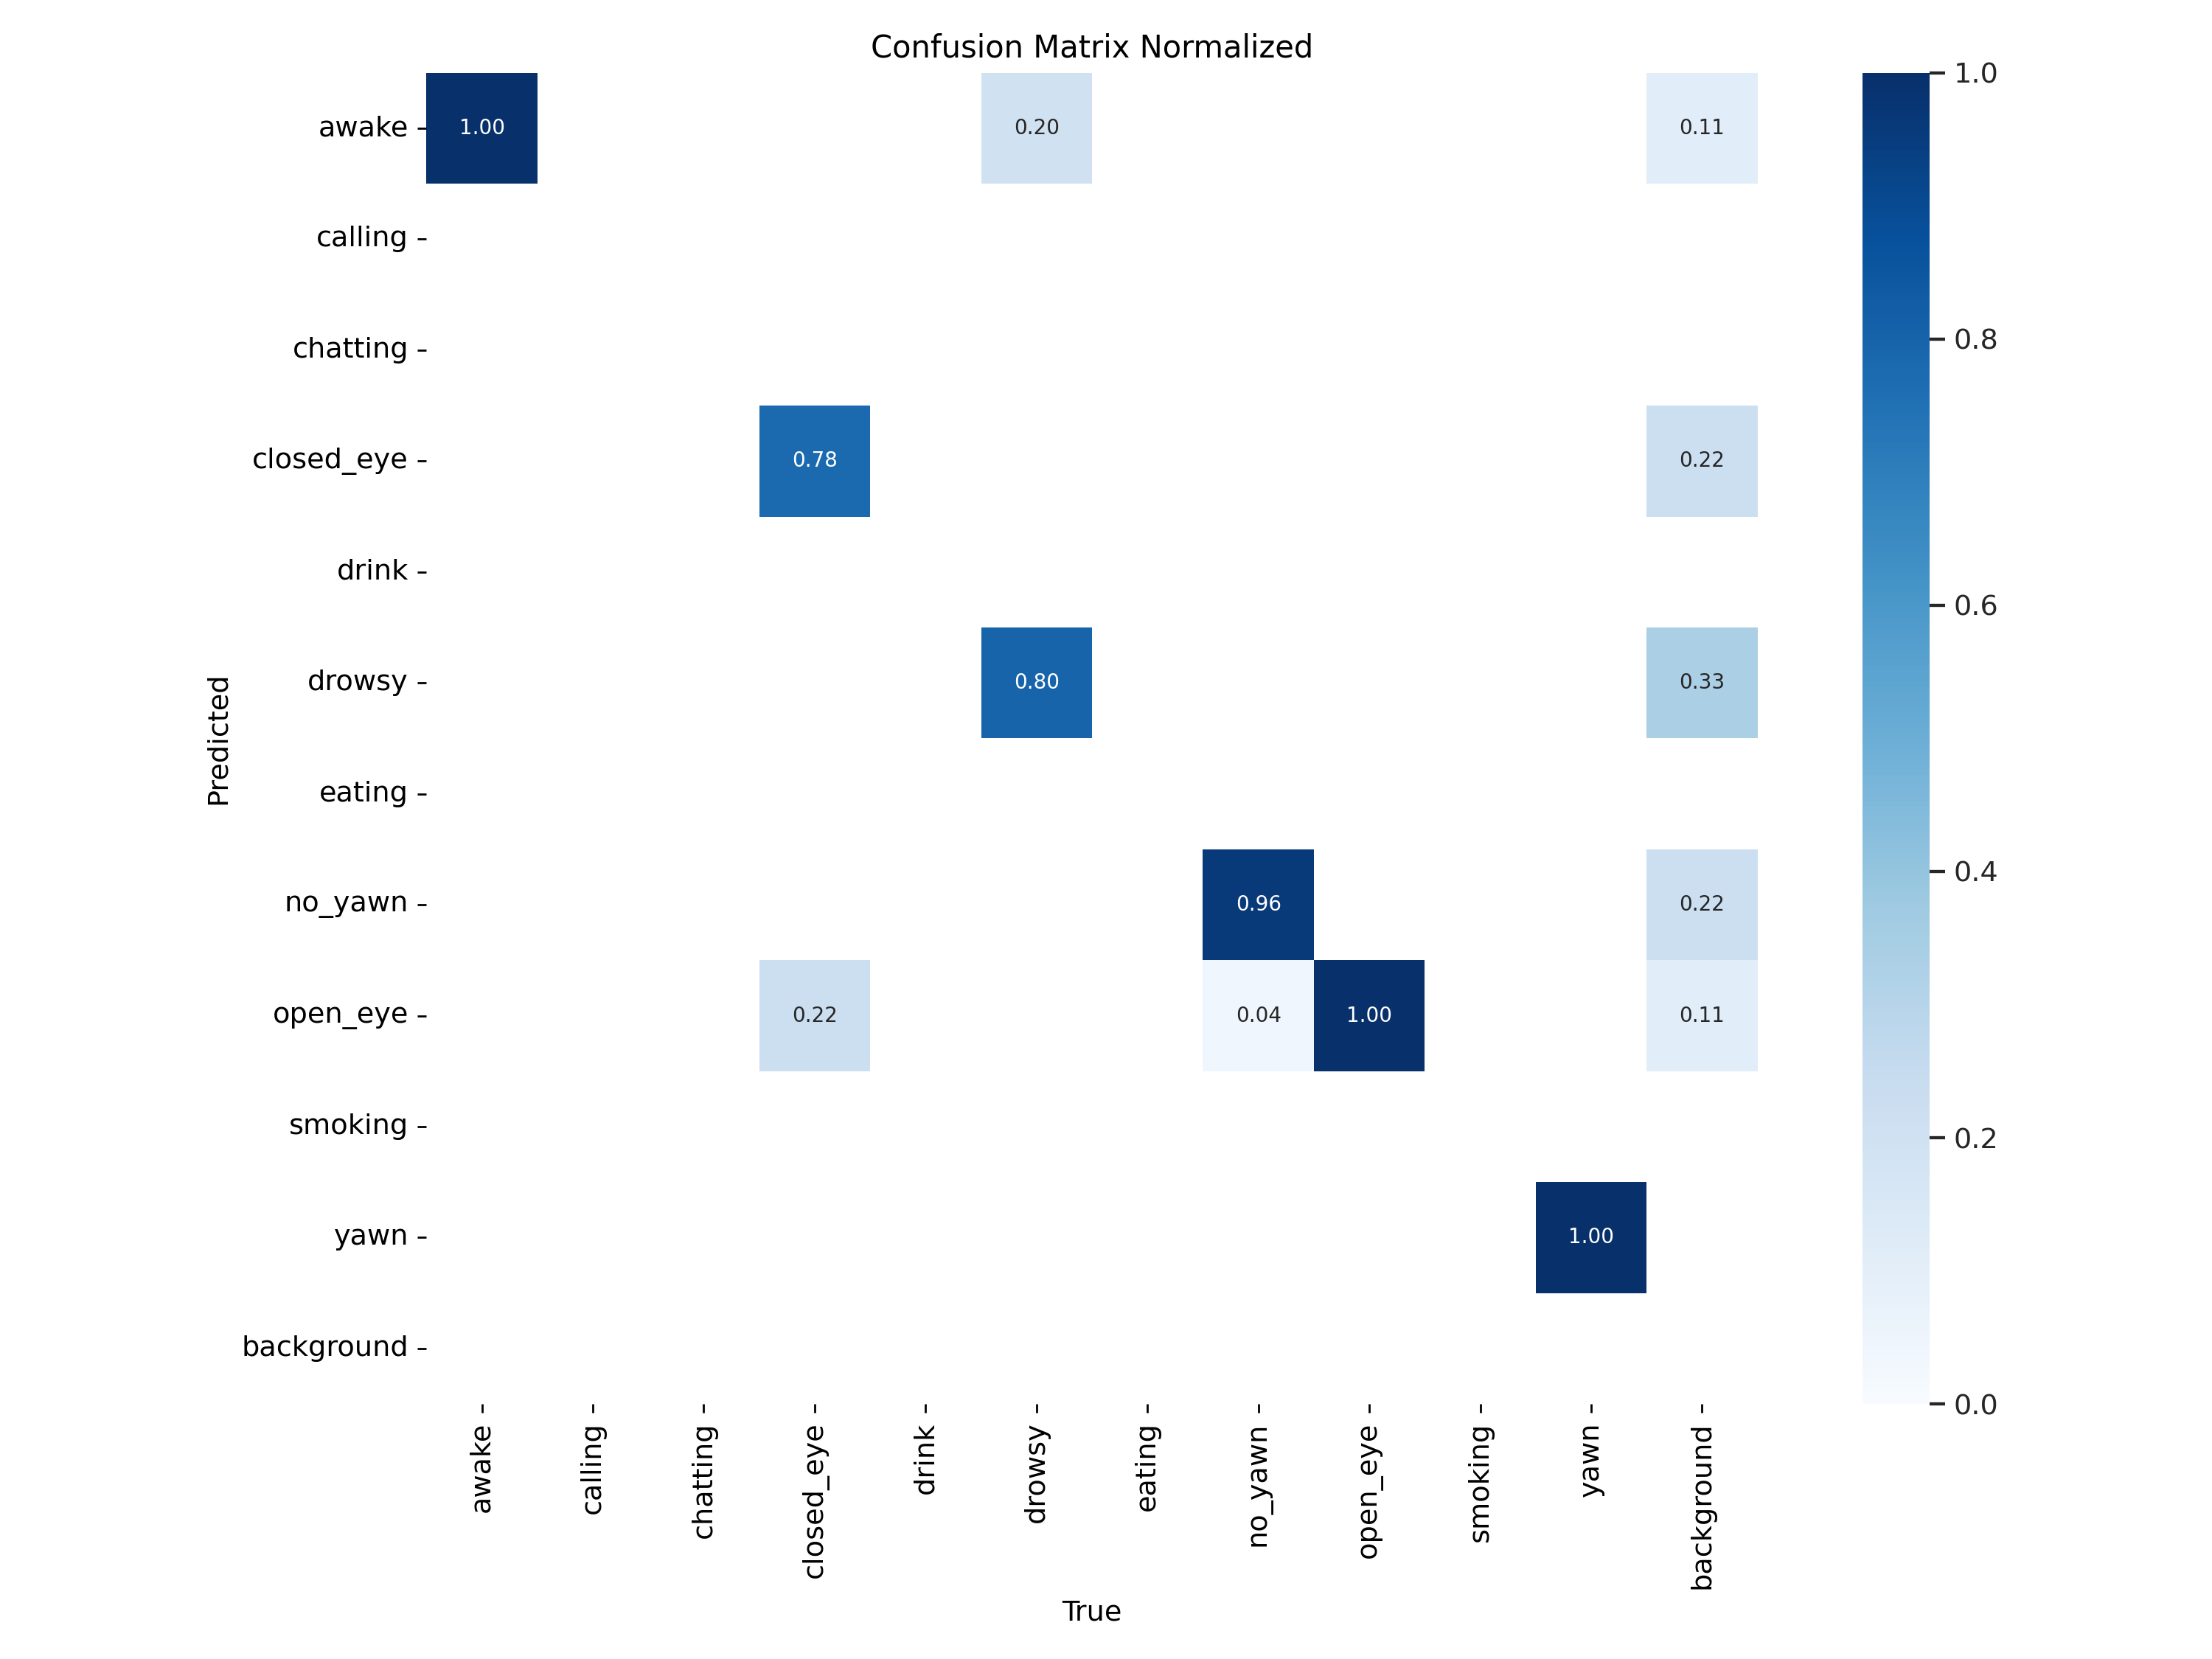 Confusion Matrix Normalized
awake
1.00
0.20
0.11
calling
chatting
closed_eye
0.78
0.22
drink
drowsy
0.80
0.33
eating
no_yawn
0.96
0.22
open_eye
0.22
0.04
1.00
0.11
smoking
yawn
1.00
background
Predicted
awake
calling
chatting
closed_eye
drink
drowsy
eating
no_yawn
open_eye
smoking
yawn
background
True
1.0
0.8
0.6
0.4
0.2
0.0